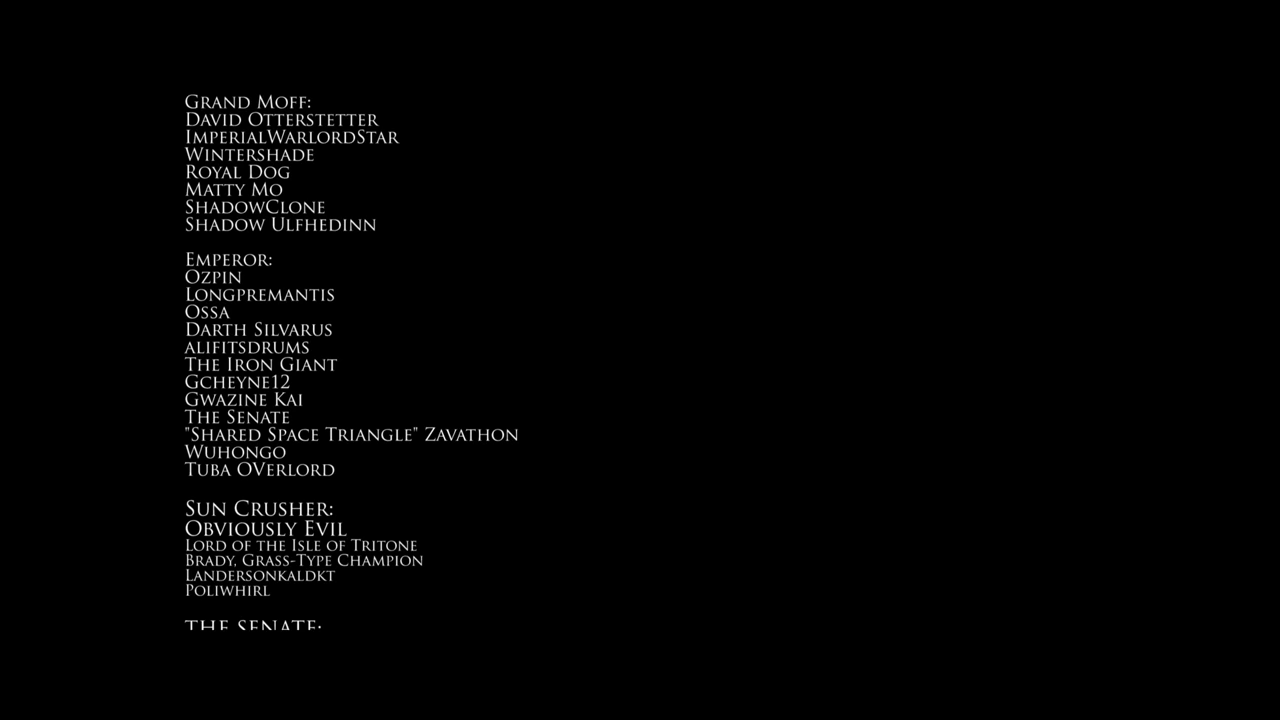 Grand Moff:
David Otterstetter
ImperialWarlordStar
Wintershade
Royal Dog
Matty Mo
ShadowClone
Shadow Ulfhedinn
Emperor:
Ozpin
Longpremantis
Ossa
Darth Silvarus
alifitsdrums
The Iron Giant
Gcheyne12
Gwazine Kai
The Senate
"Shared Space Triangle" Zavathon
Wuhongo
Tuba OVerlord
Sun Crusher:
Obviously Evil
Lord of the Isle of Tritone
Brady, Grass-Type Champion
Landersonkaldkt
Poliwhirl
THE SENATE: